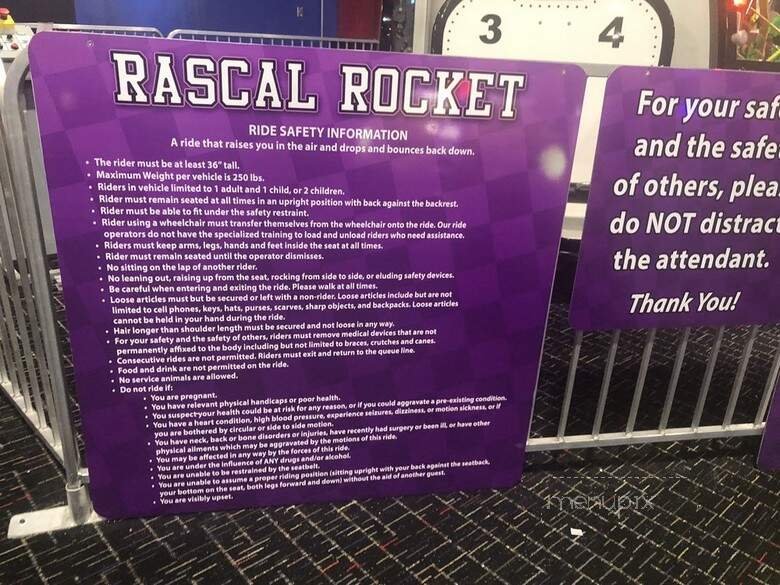 3 4
RASCAL ROCKET
RIDE SAFETY INFORMATION
A ride that raises you in the air and drops and bounces back down.
• The rider must be at least 36" tall.
• Maximum Weight per vehicle is 250 lbs.
• Riders in vehicle limited to 1 adult and 1 child, or 2 children.
• Rider must remain seated at all times in an upright position with back against the backrest.
• Rider must be able to fit under the safety restraint.
• Rider using a wheelchair must transfer themselves from the wheelchair onto the ride. Our ride
operators do not have the specialized training to load and unload riders who need assistance.
• Riders must keep arms, legs, hands and feet inside the seat at all times.
• Rider must remain seated until the operator dismisses.
• No sitting on the lap of another rider.
• No leaning out, raising up from the seat, rocking from side to side, or eluding safety devices.
• Be careful when entering and exiting the ride. Please walk at all times.
• Loose articles must but be secured or left with a non-rider. Loose articles include but are not
limited to cell phones, keys, hats, purses, scarves, sharp objects, and backpacks. Loose articles
cannot be held in your hand during the ride.
• Hair longer than shoulder length must be secured and not loose in any way.
• For your safety and the safety of others, riders must remove medical devices that are not
permanently affixed to the body including but not limited to braces, crutches and canes.
• Consecutive rides are not permitted. Riders must exit and return to the queue line.
• Food and drink are not permitted on the ride.
• No service animals are allowed.
• Do not ride if:
• You are pregnant.
• You have relevant physical handicaps or poor health.
• You suspect your health could be at risk for any reason, or if you could aggravate a pre-existing condition.
• You have a heart condition, high blood pressure, experience seizures, dizziness, or motion sickness, or if
you are bothered by circular or side to side motion.
• You have neck, back or bone disorders or injuries, have recently had surgery or been ill, or have other
physical ailments which may be aggravated by the motions of this ride.
• You may be affected in any way by the forces of this ride.
• You are under the influence of ANY drugs and/or alcohol.
• You are unable to be restrained by the seatbelt.
• You are unable to assume a proper riding position (sitting upright with your back against the seatback,
your bottom on the seat, both legs forward and down) without the aid of another guest.
• You are visibly upset.
For your safe
and the safe
of others, plea
do NOT distract
the attendant.
Thank You!
menupix